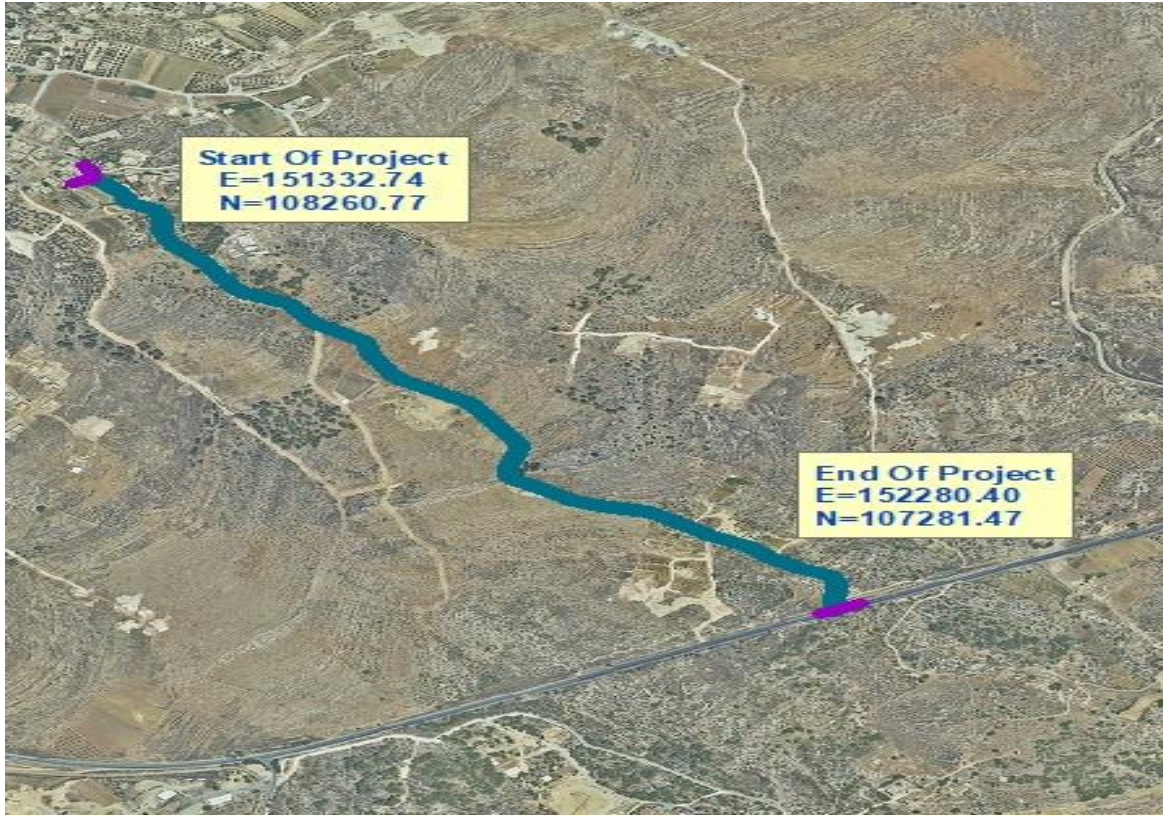 Start Of Project
E=151332.74
N=108260.77
End Of Project
E=152280.40
N=107281.47